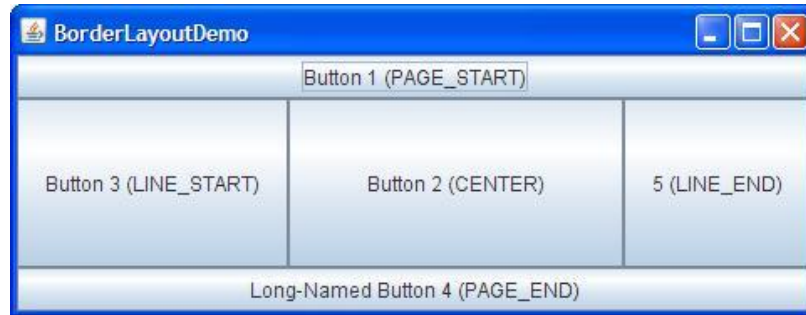 BorderLayoutDemo
Button 1 (PAGE_START)
Button 3 (LINE_START)
Button 2 (CENTER)
5 (LINE_END)
Long-Named Button 4 (PAGE_END)